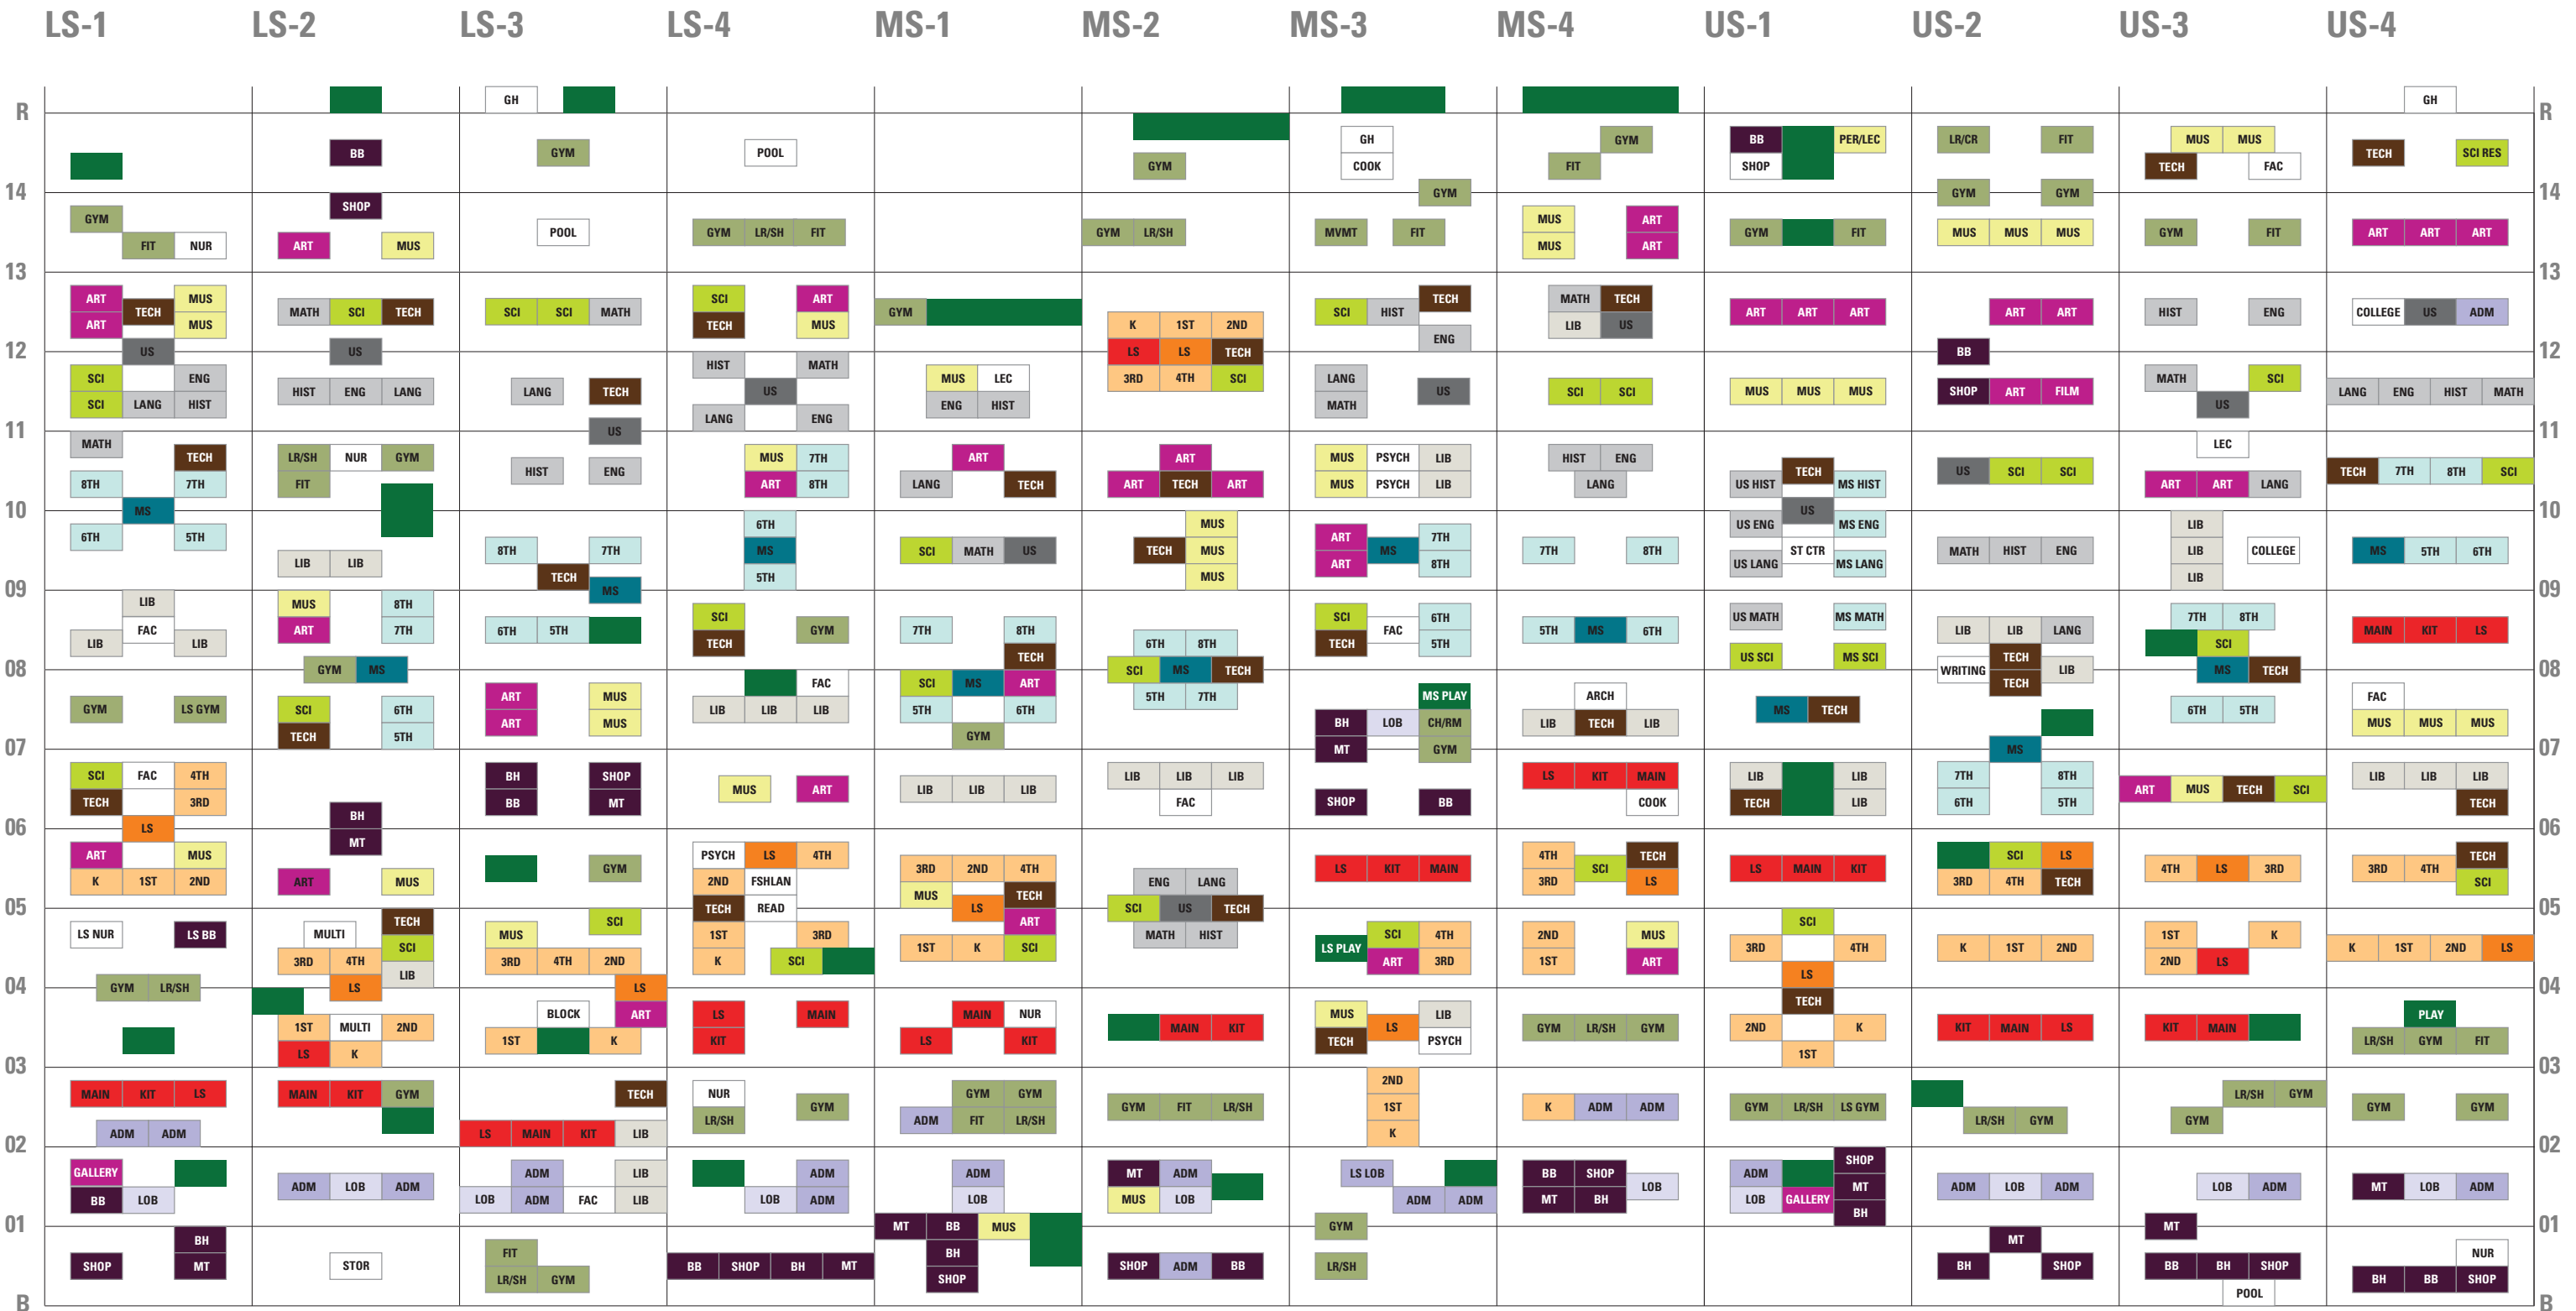 LS-1 LS-2 LS-3 LS-4 MS-1 MS-2 MS-3 MS-4 US-1 US-2 US-3 US-4
GH GH
R R
BB GYM POOL GH GYM BB PER/LEC LR/CR FIT MUS MUS TECH SCI RES
GYM COOK FIT SHOP TECH FAC
14 GYM GYM GYM 14
SHOP
GYM MUS ART
FIT NUR ART MUS POOL GYM LR/SH FIT GYM LR/SH MVMT FIT MUS ART GYM FIT MUS MUS MUS GYM FIT ART ART ART
13 13
ART MUS SCI ART TECH MATH TECH
TECH MATH SCI TECH SCI SCI MATH GYM SCI HIST ART ART ART ART ART HIST ENG COLLEGE US ADM
ART MUS TECH MUS K 1ST 2ND ENG LIB US
12 US US LS LS TECH BB 12
HIST MATH
SCI ENG MUS LEC 3RD 4TH SCI LANG MATH SCI
HIST ENG LANG LANG TECH US US SCI SCI MUS MUS MUS SHOP ART FILM LANG ENG HIST MATH
SCI LANG HIST LANG ENG ENG HIST MATH US
11 US 11
MATH LEC
TECH LR/SH NUR GYM MUS 7TH ART ART MUS PSYCH LIB HIST ENG
HIST ENG TECH US SCI SCI TECH 7TH 8TH SCI
8TH 7TH FIT ART 8TH LANG TECH ART TECH ART MUS PSYCH LIB LANG US HIST MS HIST ART ART LANG
10 MS US 10
6TH 5TH 6TH MUS ART 7TH US ENG MS ENG LIB
8TH 7TH MS SCI MATH US TECH MUS MS 7TH 8TH ST CTR MATH HIST ENG LIB COLLEGE MS 5TH 6TH
LIB LIB TECH 5TH MUS ART 8TH US LANG MS LANG LIB
09 MS 09
LIB MUS 8TH SCI SCI 6TH US MATH MS MATH 7TH 8TH
FAC ART 7TH 6TH 5TH GYM 7TH 8TH FAC 5TH MS 6TH LIB LIB LANG MAIN KIT LS
LIB LIB TECH TECH 6TH 8TH TECH 5TH US SCI MS SCI TECH SCI
08 GYM MS SCI MS TECH WRITING LIB MS TECH 08
FAC SCI MS ART TECH
ART MUS 5TH 7TH MS PLAY ARCH FAC
GYM LS GYM SCI 6TH LIB LIB LIB 5TH 6TH MS TECH 6TH 5TH
TECH 5TH ART MUS GYM BH LOB CH/RM LIB TECH LIB MUS MUS MUS
07 MT GYM MS 07
SCI FAC 4TH BH SHOP LIB LIB LIB LS KIT MAIN LIB LIB 7TH 8TH LIB LIB LIB
MUS ART LIB LIB LIB ART MUS TECH SCI
TECH 3RD BB MT FAC SHOP BB COOK TECH LIB 6TH 5TH TECH
06 LS BH 06
MT
ART MUS PSYCH LS 4TH 4TH TECH SCI LS TECH
GYM 3RD 2ND 4TH LS KIT MAIN SCI LS MAIN KIT 4TH LS 3RD 3RD 4TH
K 1ST 2ND ART MUS 2ND FSHLAN MUS TECH ENG LANG 3RD LS 3RD 4TH TECH SCI
05 TECH READ LS SCI US TECH 05
TECH SCI ART SCI
LS NUR LS BB MULTI MUS 1ST 3RD MATH HIST SCI 4TH 2ND MUS 1ST K
SCI 1ST K SCI LS PLAY 3RD 4TH K 1ST 2ND K 1ST 2ND LS
3RD 4TH 3RD 4TH 2ND K SCI ART 3RD 1ST ART 2ND LS
LIB LS
04 GYM LR/SH LS LS 04
TECH
BLOCK ART LS MAIN MAIN NUR MUS LIB PLAY
1ST MULTI 2ND MAIN KIT LS GYM LR/SH GYM 2ND K KIT MAIN LS KIT MAIN
1ST K KIT LS KIT TECH PSYCH LR/SH GYM FIT
LS K 1ST
03 03
2ND
MAIN KIT LS MAIN KIT GYM TECH NUR GYM GYM LR/SH GYM
GYM GYM FIT LR/SH 1ST K ADM ADM GYM LR/SH LS GYM GYM GYM
LR/SH ADM FIT LR/SH LR/SH GYM GYM
ADM ADM LS MAIN KIT LIB K
02 02
SHOP
GALLERY ADM LIB ADM ADM MT ADM LS LOB BB SHOP ADM
ADM LOB ADM LOB MT ADM LOB ADM LOB ADM MT LOB ADM
BB LOB LOB ADM FAC LIB LOB ADM LOB MUS LOB ADM ADM MT BH LOB GALLERY
BH
01 MT BB MUS GYM MT 01
BH MT
FIT BH NUR
SHOP MT STOR BB SHOP BH MT SHOP ADM BB LR/SH BH SHOP BB BH SHOP
LR/SH GYM SHOP BH BB SHOP
POOL
B B